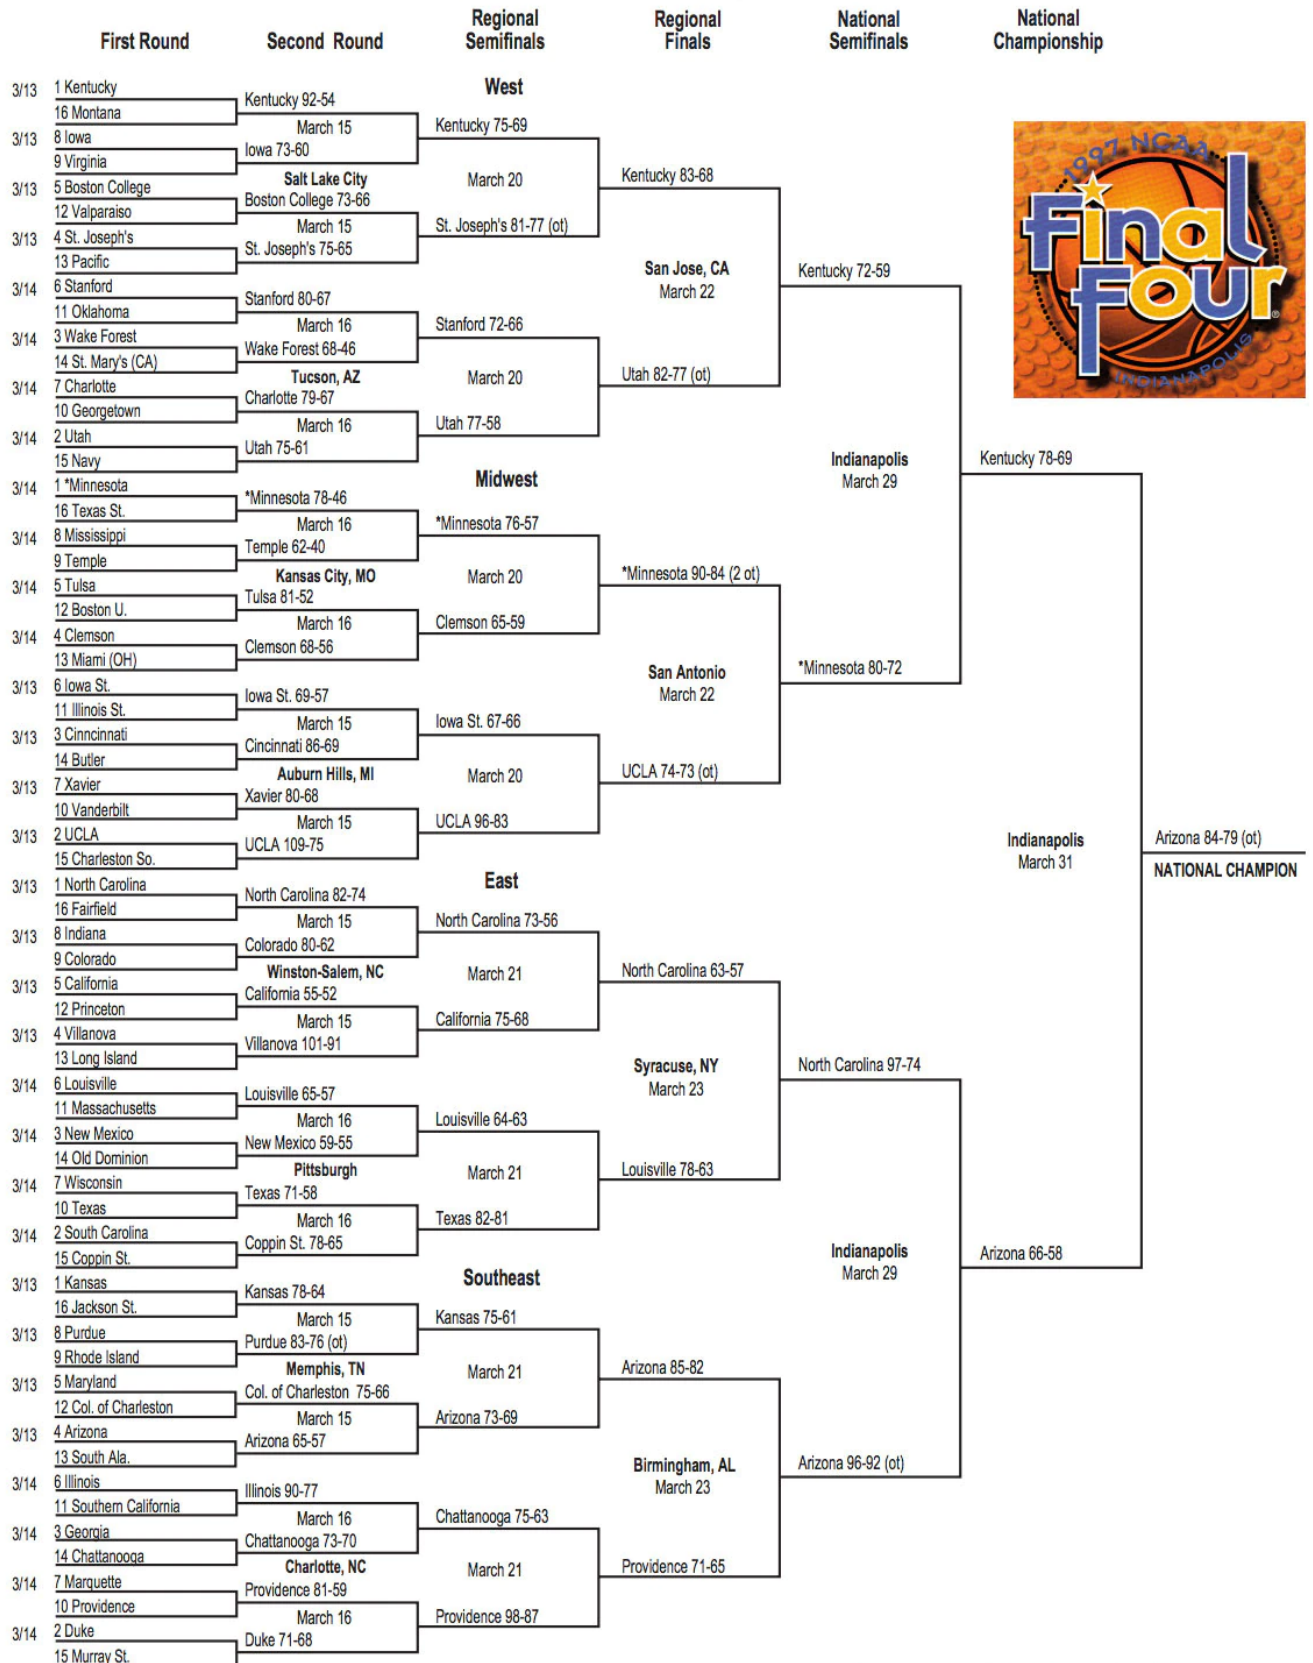 First Round
Second Round
Regional Semifinals
Regional Finals
National Semifinals
National Championship
West
3/13
1 Kentucky
16 Montana
Kentucky 92-54
March 15
Kentucky 75-69
3/13
8 Iowa
9 Virginia
Iowa 73-60
Salt Lake City
March 20
Kentucky 83-68
3/13
5 Boston College
12 Valparaiso
Boston College 73-66
March 15
St. Joseph's 81-77 (ot)
3/13
4 St. Joseph's
13 Pacific
St. Joseph's 75-65
San Jose, CA
March 22
Kentucky 72-59
3/14
6 Stanford
11 Oklahoma
Stanford 80-67
March 16
Stanford 72-66
3/14
3 Wake Forest
14 St. Mary's (CA)
Wake Forest 68-46
Tucson, AZ
March 20
Utah 82-77 (ot)
3/14
7 Charlotte
10 Georgetown
Charlotte 79-67
March 16
Utah 77-58
3/14
2 Utah
15 Navy
Utah 75-61
Indianapolis
March 29
Kentucky 78-69
Midwest
3/14
1 *Minnesota
16 Texas St.
*Minnesota 78-46
March 16
*Minnesota 76-57
3/14
8 Mississippi
9 Temple
Temple 62-40
Kansas City, MO
March 20
*Minnesota 90-84 (2 ot)
3/14
5 Tulsa
12 Boston U.
Tulsa 81-52
March 16
Clemson 65-59
3/14
4 Clemson
13 Miami (OH)
Clemson 68-56
San Antonio
March 22
*Minnesota 80-72
3/13
6 Iowa St.
11 Illinois St.
Iowa St. 69-57
March 15
Iowa St. 67-66
3/13
3 Cinncinnati
14 Butler
Cincinnati 86-69
Auburn Hills, MI
March 20
UCLA 74-73 (ot)
3/13
7 Xavier
10 Vanderbilt
Xavier 80-68
March 15
UCLA 96-83
3/13
2 UCLA
15 Charleston So.
UCLA 109-75
Indianapolis
March 31
Arizona 84-79 (ot)
NATIONAL CHAMPION
East
3/13
1 North Carolina
16 Fairfield
North Carolina 82-74
March 15
North Carolina 73-56
3/13
8 Indiana
9 Colorado
Colorado 80-62
Winston-Salem, NC
March 21
North Carolina 63-57
3/13
5 California
12 Princeton
California 55-52
March 15
California 75-68
3/13
4 Villanova
13 Long Island
Villanova 101-91
Syracuse, NY
March 23
North Carolina 97-74
3/14
6 Louisville
11 Massachusetts
Louisville 65-57
March 16
Louisville 64-63
3/14
3 New Mexico
14 Old Dominion
New Mexico 59-55
Pittsburgh
March 21
Louisville 78-63
3/14
7 Wisconsin
10 Texas
Texas 71-58
March 16
Texas 82-81
3/14
2 South Carolina
15 Coppin St.
Coppin St. 78-65
Indianapolis
March 29
Arizona 66-58
Southeast
3/13
1 Kansas
16 Jackson St.
Kansas 78-64
March 15
Kansas 75-61
3/13
8 Purdue
9 Rhode Island
Purdue 83-76 (ot)
Memphis, TN
March 21
Arizona 85-82
3/13
5 Maryland
12 Col. of Charleston
Col. of Charleston 75-66
March 15
Arizona 73-69
3/13
4 Arizona
13 South Ala.
Arizona 65-57
Birmingham, AL
March 23
Arizona 96-92 (ot)
3/14
6 Illinois
11 Southern California
Illinois 90-77
March 16
Chattanooga 75-63
3/14
3 Georgia
14 Chattanooga
Chattanooga 73-70
Charlotte, NC
March 21
Providence 71-65
3/14
7 Marquette
10 Providence
Providence 81-59
March 16
Providence 98-87
3/14
2 Duke
15 Murray St.
Duke 71-68
1997 NCAA
Final
Four
®
INDIANAPOLIS